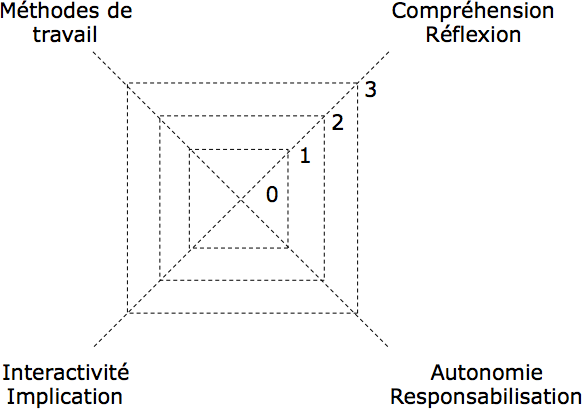 Méthodes de
travail
Compréhension
Réflexion
3
2
1
0
Interactivité
Implication
Autonomie
Responsabilisation